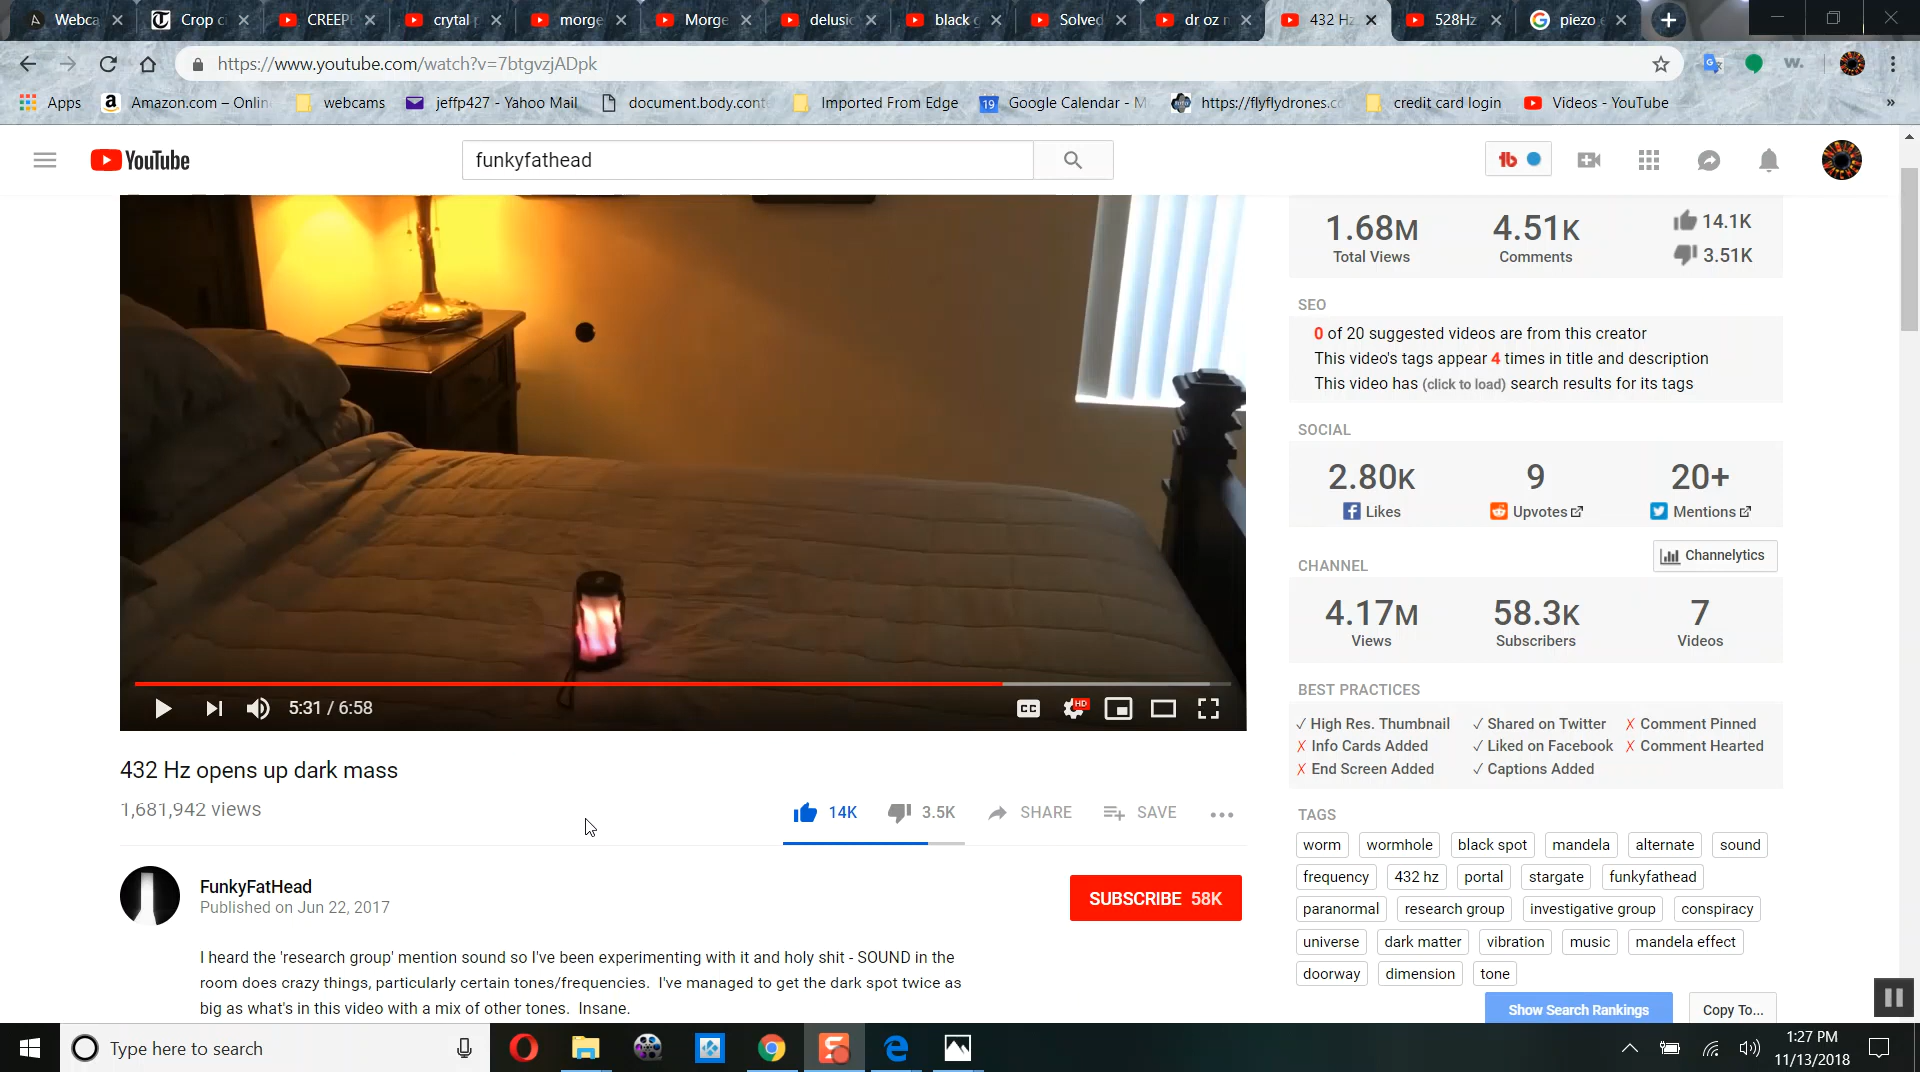 Webca
Crop c
CREEP
crytal p
morge
Morge
delusio
black g
Solved
dr oz m
432 Hz
528Hz
piezo e
https://www.youtube.com/watch?v=7btgvzjADpk
Apps
Amazon.com – Onlin
webcams
jeffp427 - Yahoo Mail
document.body.cont
Imported From Edge
19 Google Calendar - M
https://flyflydrones.c
credit card login
Videos - YouTube
»
YouTube
funkyfathead
tb
1.68M
Total Views
4.51K
Comments
14.1K
3.51K
SEO
0 of 20 suggested videos are from this creator
This video's tags appear 4 times in title and description
This video has (click to load) search results for its tags
SOCIAL
2.80K
Likes
9
Upvotes
20+
Mentions
CHANNEL
Channelytics
4.17M
Views
58.3K
Subscribers
7
Videos
BEST PRACTICES
✓ High Res. Thumbnail ✓ Shared on Twitter ✗ Comment Pinned
✗ Info Cards Added ✓ Liked on Facebook ✗ Comment Hearted
✗ End Screen Added ✓ Captions Added
TAGS
worm wormhole black spot mandela alternate sound
frequency 432 hz portal stargate funkyfathead
paranormal research group investigative group conspiracy
universe dark matter vibration music mandela effect
doorway dimension tone
Show Search Rankings Copy To...
5:31 / 6:58
CC
HD
432 Hz opens up dark mass
1,681,942 views
14K 3.5K SHARE SAVE
FunkyFatHead
Published on Jun 22, 2017
SUBSCRIBE 58K
I heard the 'research group' mention sound so I've been experimenting with it and holy shit - SOUND in the
room does crazy things, particularly certain tones/frequencies. I've managed to get the dark spot twice as
big as what's in this video with a mix of other tones. Insane.
Type here to search
1:27 PM
11/13/2018